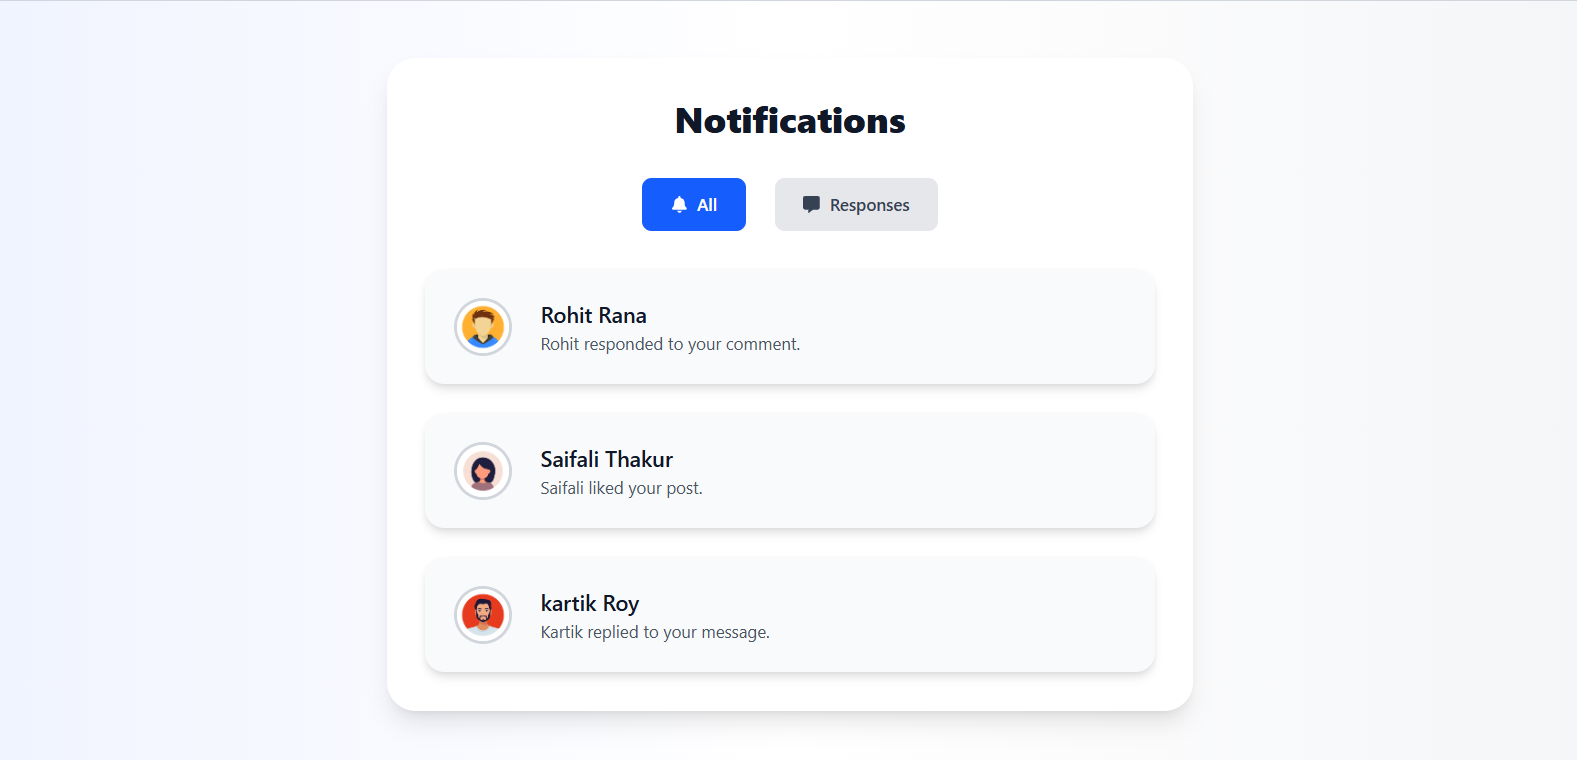 Notifications
All
Responses
Rohit Rana
Rohit responded to your comment.
Saifali Thakur
Saifali liked your post.
kartik Roy
Kartik replied to your message.